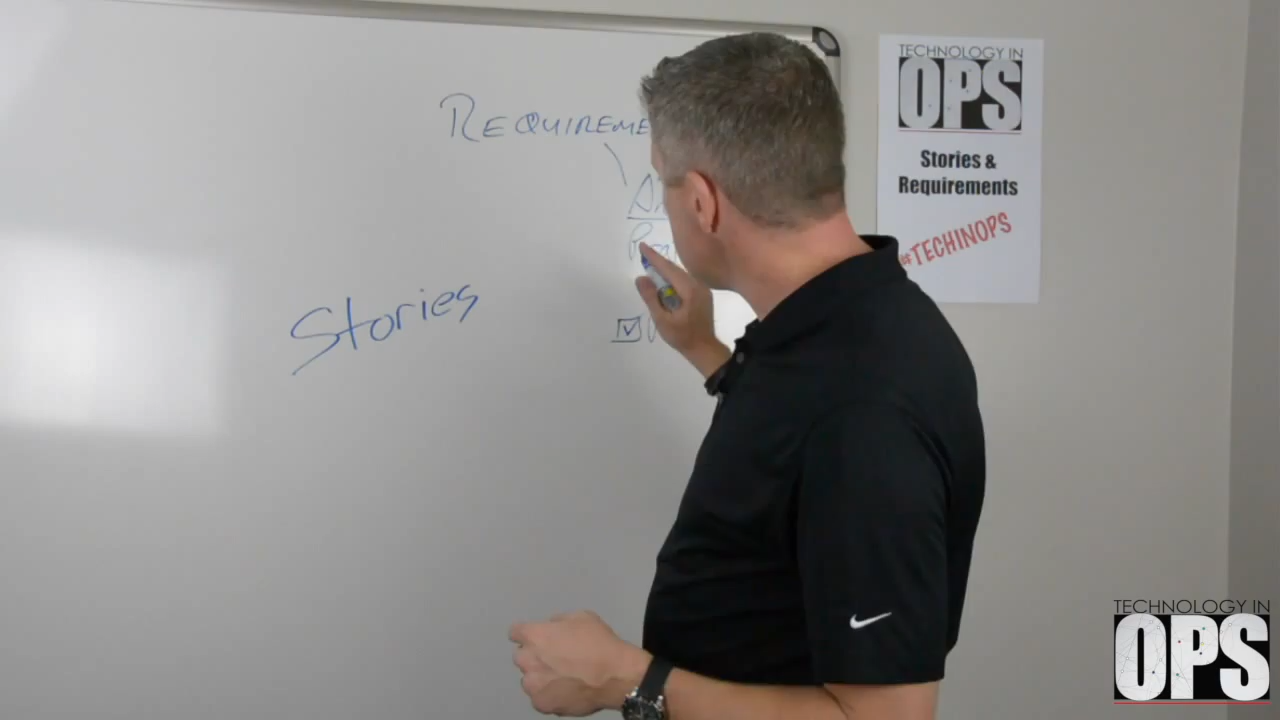 REQUIREME
Stories
TECHNOLOGY IN
OPS
Stories &
Requirements
#TECHINOPS
TECHNOLOGY IN
OPS